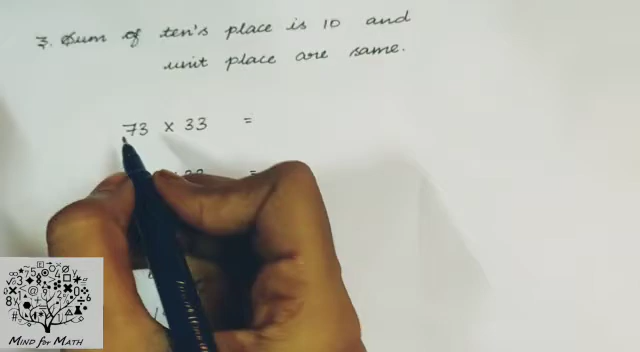 3. Sum of ten's place is 10 and
unit place are same.
73 x 33 =
=
MIND for MATH